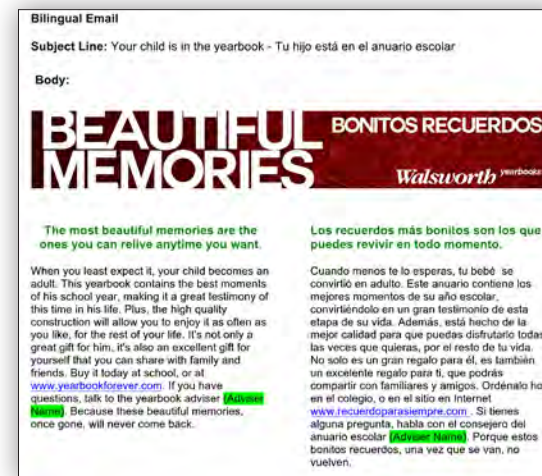 Bilingual Email
Subject Line: Your child is in the yearbook - Tu hijo está en el anuario escolar
Body:
BEAUTIFUL
MEMORIES
BONITOS RECUERDOS
Walsworth yearbooks
The most beautiful memories are the
ones you can relive anytime you want.
When you least expect it, your child becomes an
adult. This yearbook contains the best moments
of his school year, making it a great testimony of
this time in his life. Plus, the high quality
construction will allow you to enjoy it as often as
you like, for the rest of your life. It's not only a
great gift for him, it's also an excellent gift for
yourself that you can share with family and
friends. Buy it today at school, or at
www.yearbookforever.com. If you have
questions, talk to the yearbook adviser (Adviser
Name). Because these beautiful memories,
once gone, will never come back.
Los recuerdos más bonitos son los que
puedes revivir en todo momento.
Cuando menos te lo esperas, tu bebé se
convirtió en adulto. Este anuario contiene los
mejores momentos de su año escolar,
convirtiéndolo en un gran testimonio de esta
etapa de su vida. Además, está hecho de la
mejor calidad para que puedas disfrutarlo todas
las veces que quieras, por el resto de tu vida.
No solo es un gran regalo para él, es también
un excelente regalo para ti, que podrás
compartir con familiares y amigos. Ordénalo ho
en el colegio, o en el sitio en Internet
www.recuerdoparasiempre.com . Si tienes
alguna pregunta, habla con el consejero del
anuario escolar (Adviser Name). Porque estos
bonitos recuerdos, una vez que se van, no
vuelven.